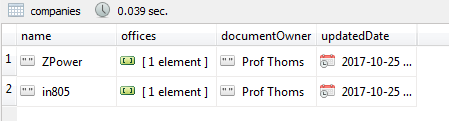 companies 0.039 sec.
name offices documentOwner updatedDate
1 ZPower [ 1 element ] Prof Thoms 2017-10-25 ...
2 in805 [ 1 element ] Prof Thoms 2017-10-25 ...